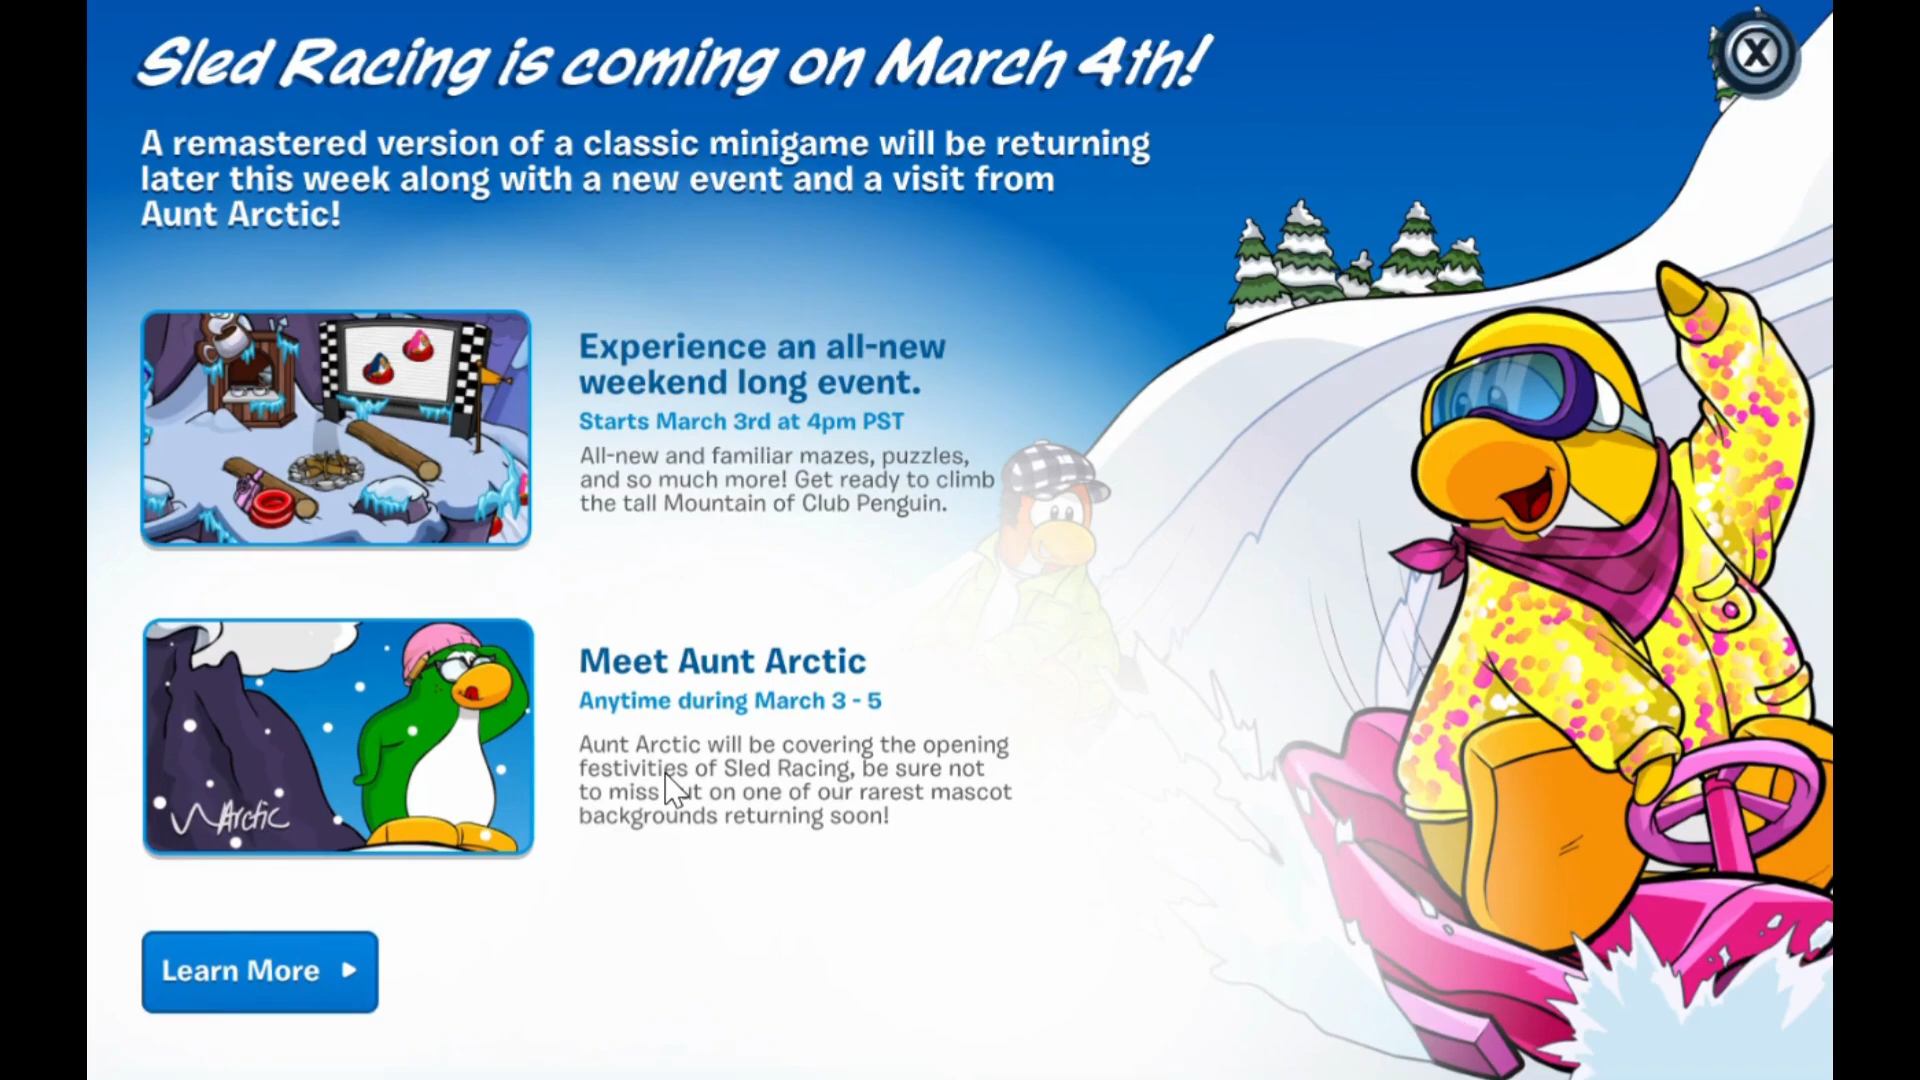 Sled Racing is coming on March 4th!
X
A remastered version of a classic minigame will be returning
later this week along with a new event and a visit from
Aunt Arctic!
Experience an all-new
weekend long event.
Starts March 3rd at 4pm PST
All-new and familiar mazes, puzzles,
and so much more! Get ready to climb
the tall Mountain of Club Penguin.
Meet Aunt Arctic
Anytime during March 3 - 5
Aunt Arctic will be covering the opening
festivities of Sled Racing, be sure not
to miss out on one of our rarest mascot
backgrounds returning soon!
Arctic
Learn More